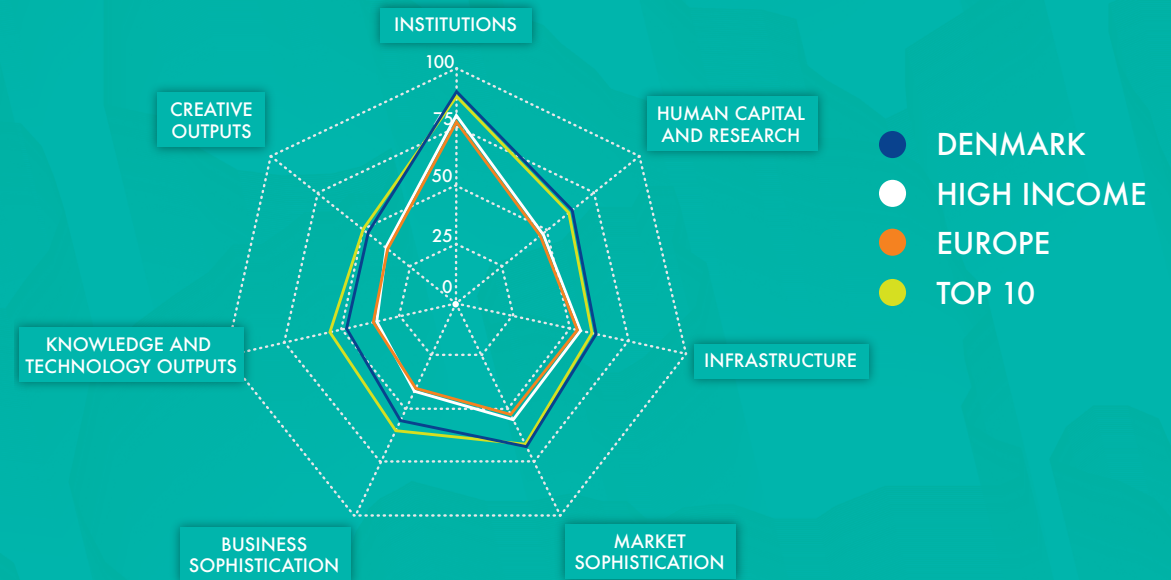 INSTITUTIONS
100
75
50
25
0
CREATIVE
OUTPUTS
HUMAN CAPITAL
AND RESEARCH
DENMARK
HIGH INCOME
EUROPE
TOP 10
KNOWLEDGE AND
TECHNOLOGY OUTPUTS
INFRASTRUCTURE
BUSINESS
SOPHISTICATION
MARKET
SOPHISTICATION